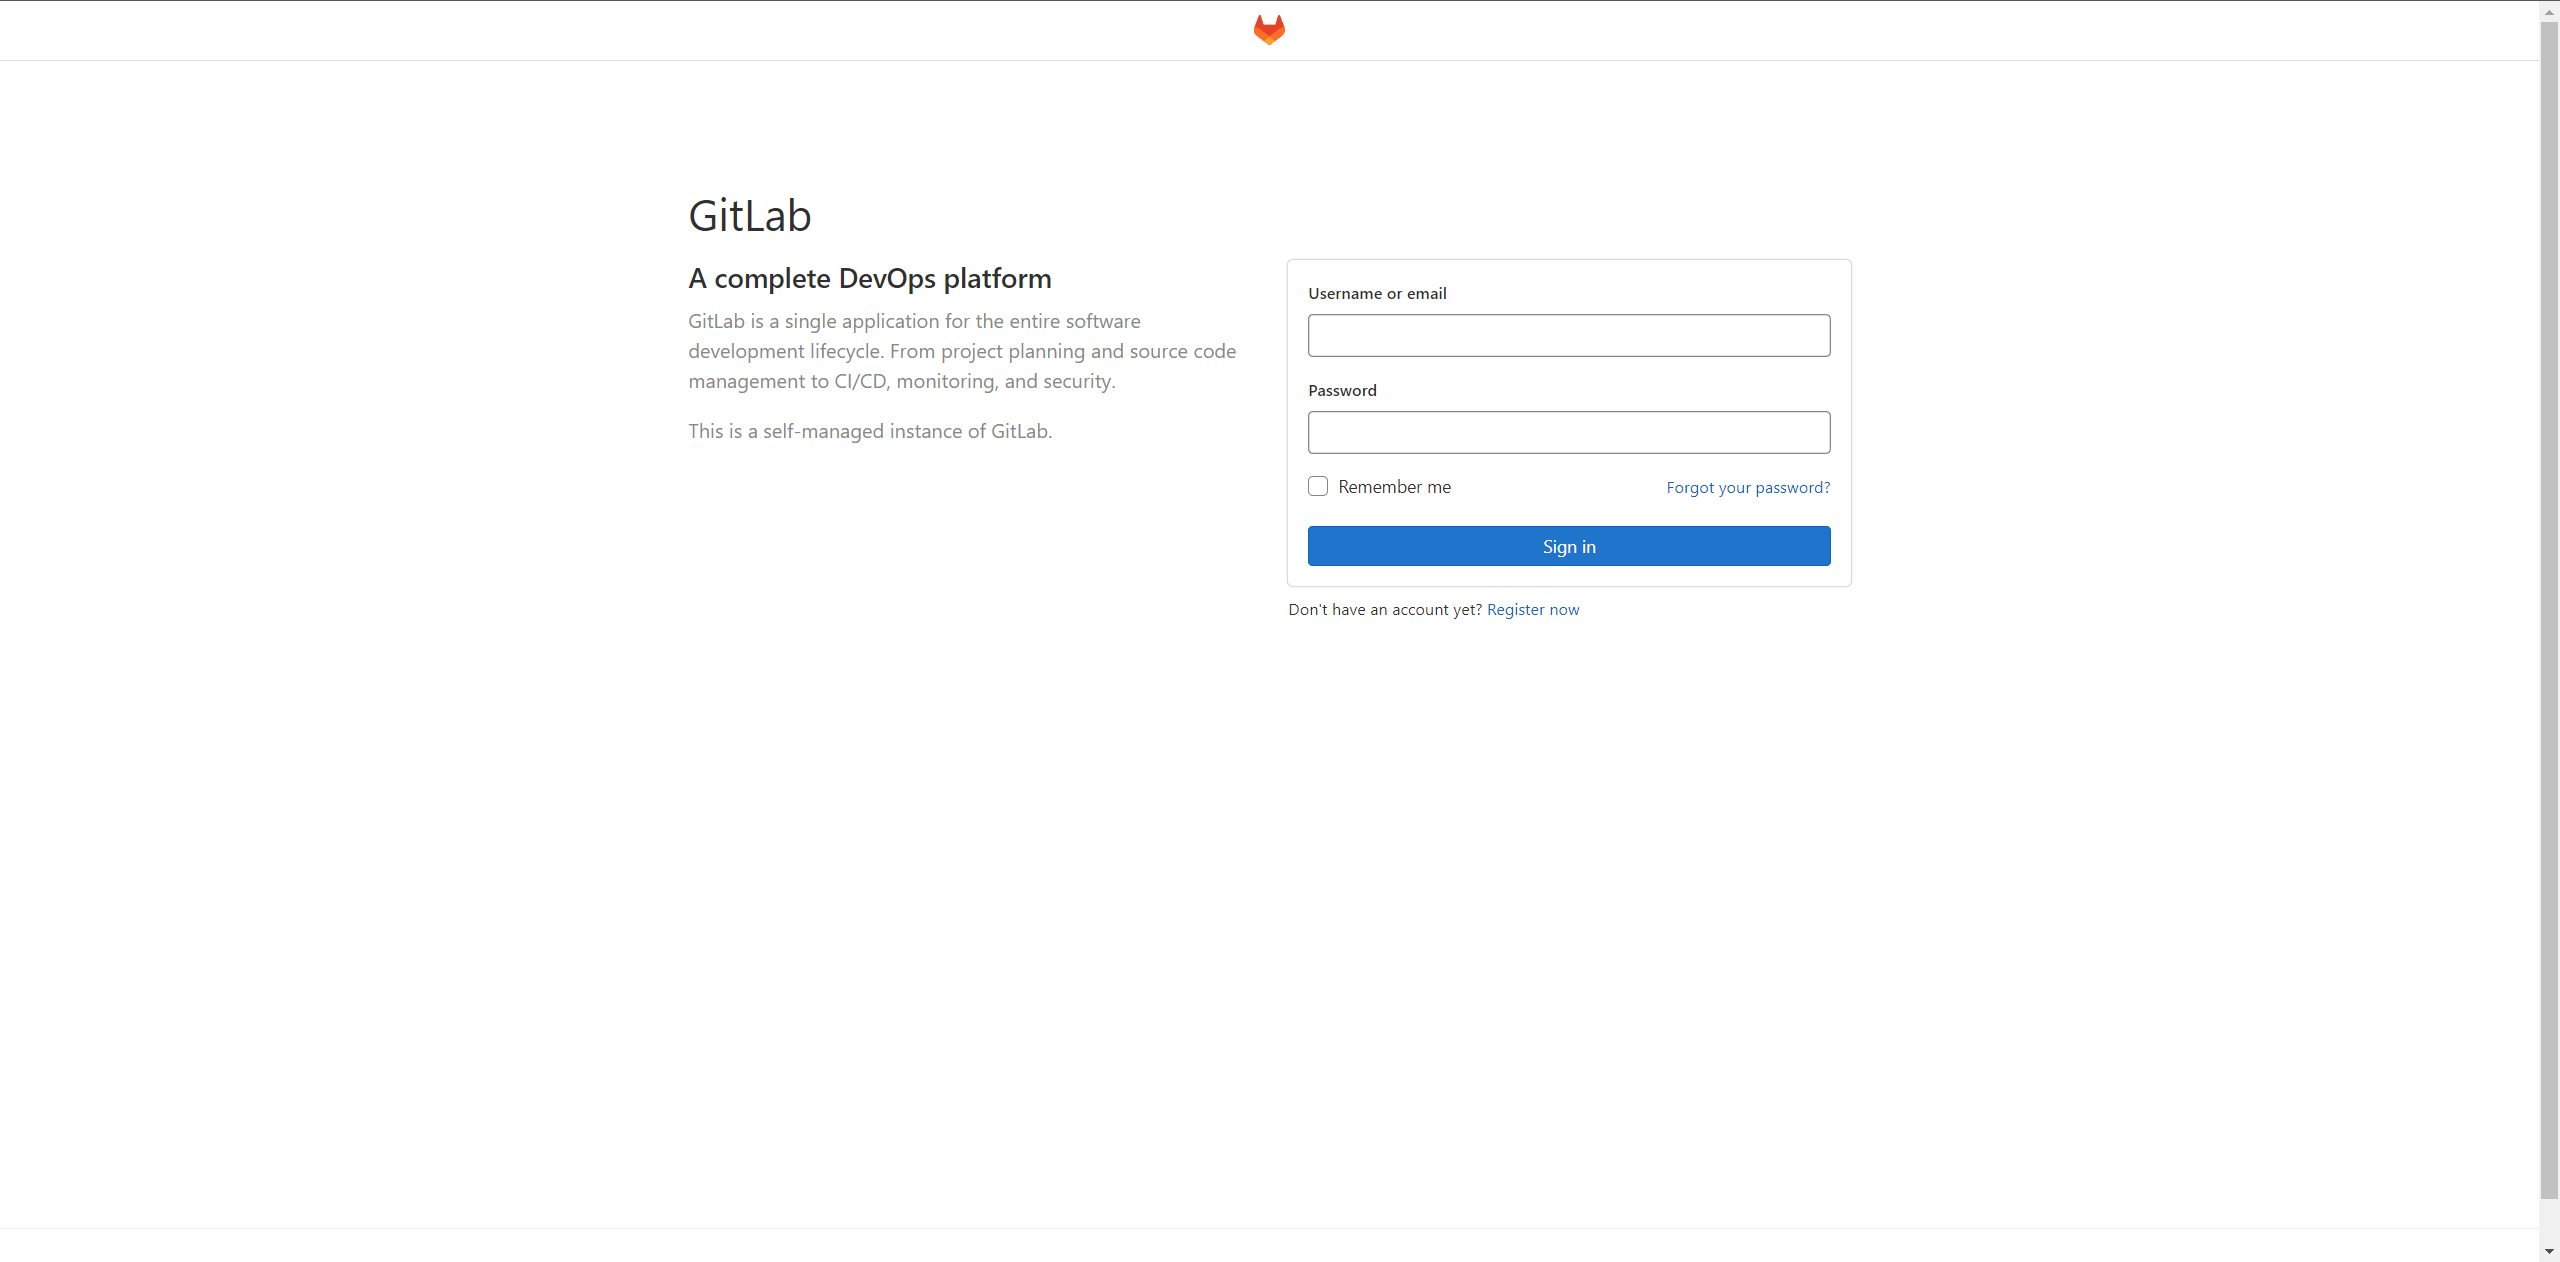 GitLab
A complete DevOps platform
GitLab is a single application for the entire software
development lifecycle. From project planning and source code
management to CI/CD, monitoring, and security.
This is a self-managed instance of GitLab.
Username or email
Password
Remember me
Forgot your password?
Sign in
Don't have an account yet? Register now